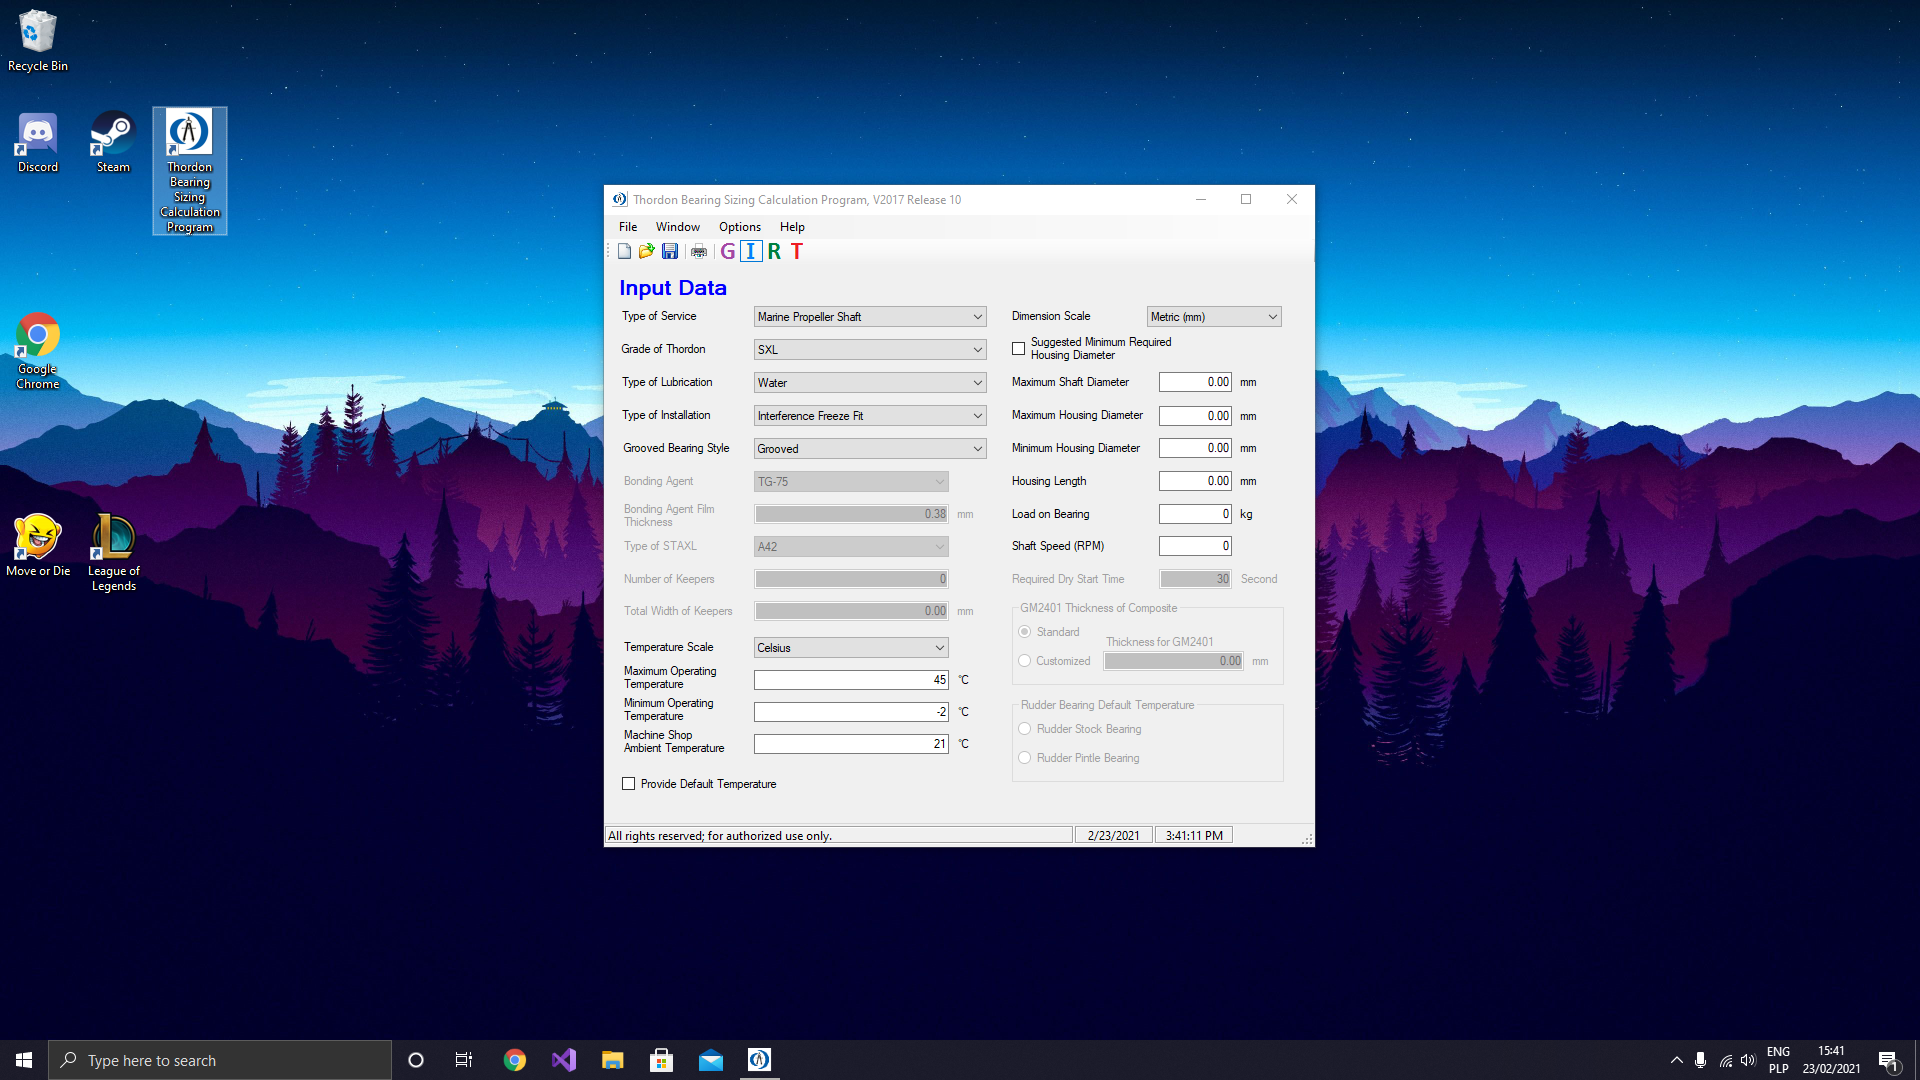 Recycle Bin
Discord
Steam
Thordon
Bearing
Sizing
Calculation
Program
Google
Chrome
Move or Die
League of
Legends
Thordon Bearing Sizing Calculation Program, V2017 Release 10
File Window Options Help
G I R T
Input Data
Type of Service Marine Propeller Shaft
Grade of Thordon SXL
Type of Lubrication Water
Type of Installation Interference Freeze Fit
Grooved Bearing Style Grooved
Bonding Agent TG-75
Bonding Agent Film
Thickness 0.38 mm
Type of STAXL A42
Number of Keepers 0
Total Width of Keepers 0.00 mm
Temperature Scale Celsius
Maximum Operating
Temperature 45 °C
Minimum Operating
Temperature -2 °C
Machine Shop
Ambient Temperature 21 °C
Provide Default Temperature
Dimension Scale Metric (mm)
Suggested Minimum Required
Housing Diameter
Maximum Shaft Diameter 0.00 mm
Maximum Housing Diameter 0.00 mm
Minimum Housing Diameter 0.00 mm
Housing Length 0.00 mm
Load on Bearing 0 kg
Shaft Speed (RPM) 0
Required Dry Start Time 30 Second
GM2401 Thickness of Composite
Standard
Thickness for GM2401
Customized 0.00 mm
Rudder Bearing Default Temperature
Rudder Stock Bearing
Rudder Pintle Bearing
All rights reserved; for authorized use only. 2/23/2021 3:41:11 PM
Type here to search
ENG
PLP
15:41
23/02/2021
1